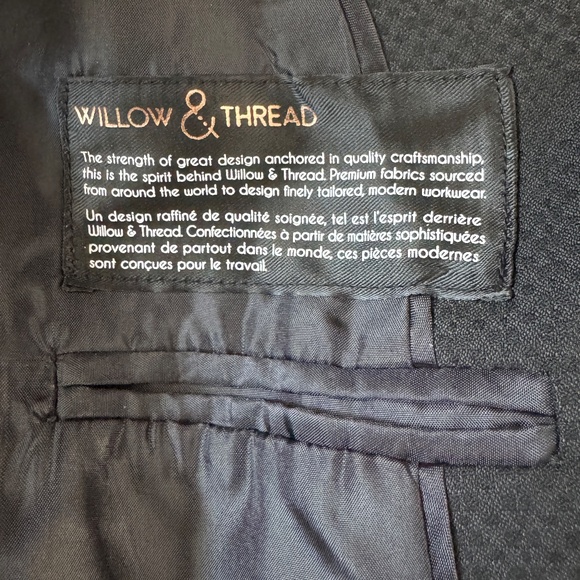 WILLOW & THREAD
The strength of great design anchored in quality craftsmanship,
this is the spirit behind Willow & Thread. Premium fabrics sourced
from around the world to design finely tailored, modern workwear.
Un design raffiné de qualité soignée, tel est l'esprit derrière
Willow & Thread. Confectionnées à partir de matières sophistiquées
provenant de partout dans le monde, ces pièces modernes
sont conçues pour le travail.